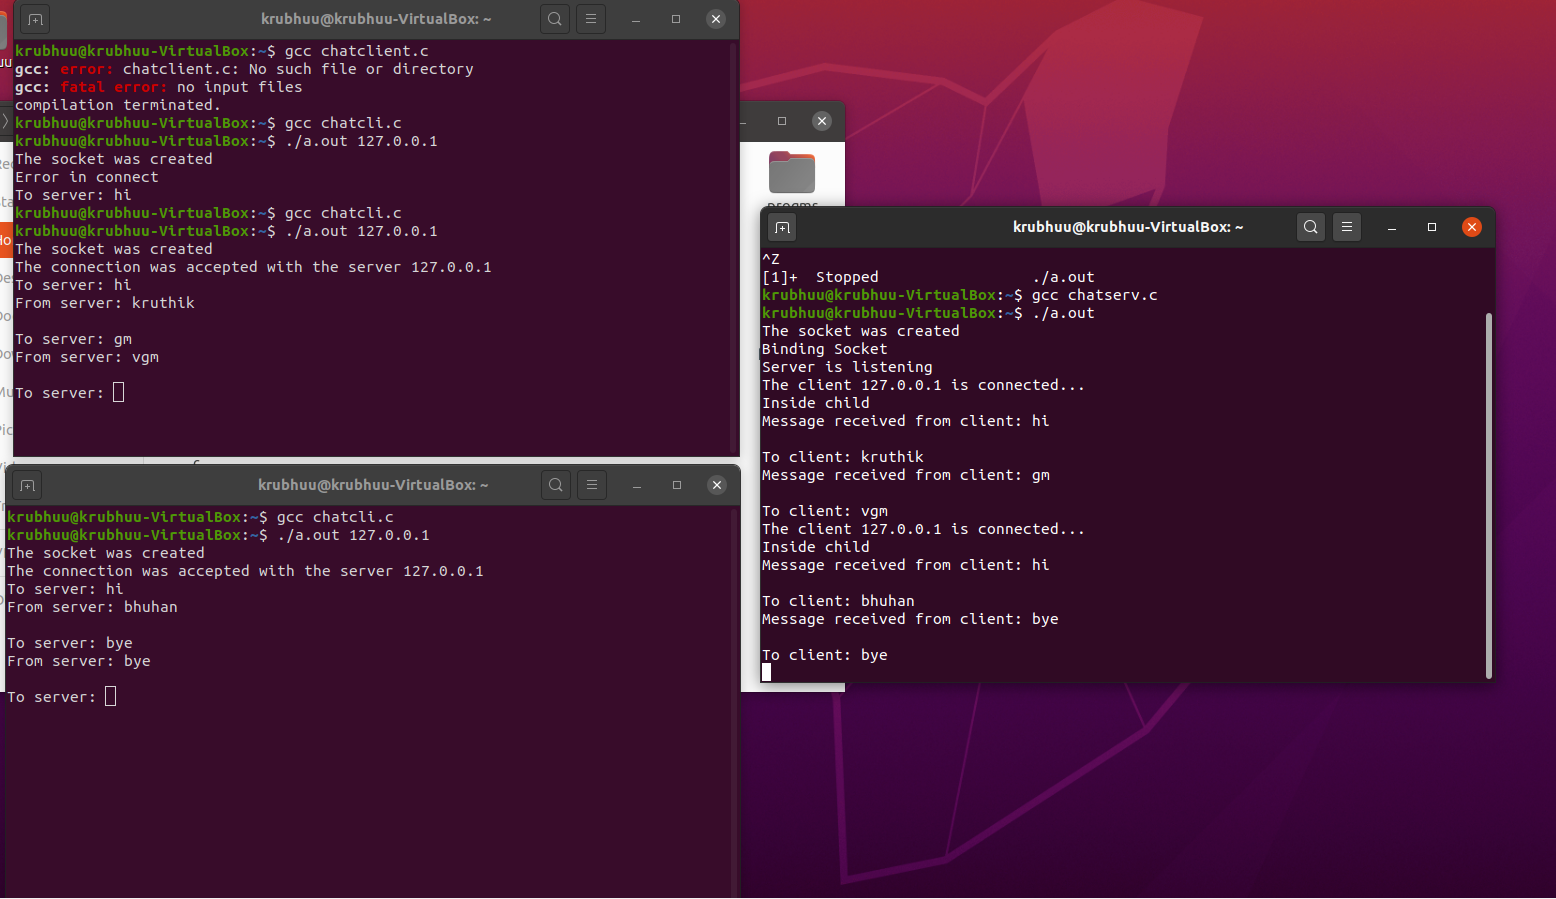 krubhuu@krubhuu-VirtualBox: ~
krubhuu@krubhuu-VirtualBox:~$ gcc chatclient.c
gcc: error: chatclient.c: No such file or directory
gcc: fatal error: no input files
compilation terminated.
krubhuu@krubhuu-VirtualBox:~$ gcc chatcli.c
krubhuu@krubhuu-VirtualBox:~$ ./a.out 127.0.0.1
The socket was created
Error in connect
To server: hi
krubhuu@krubhuu-VirtualBox:~$ gcc chatcli.c
krubhuu@krubhuu-VirtualBox:~$ ./a.out 127.0.0.1
The socket was created
The connection was accepted with the server 127.0.0.1
To server: hi
From server: kruthik
To server: gm
From server: vgm
To server:
krubhuu@krubhuu-VirtualBox: ~
krubhuu@krubhuu-VirtualBox:~$ gcc chatcli.c
krubhuu@krubhuu-VirtualBox:~$ ./a.out 127.0.0.1
The socket was created
The connection was accepted with the server 127.0.0.1
To server: hi
From server: bhuhan
To server: bye
From server: bye
To server:
krubhuu@krubhuu-VirtualBox: ~
^Z
[1]+  Stopped                 ./a.out
krubhuu@krubhuu-VirtualBox:~$ gcc chatserv.c
krubhuu@krubhuu-VirtualBox:~$ ./a.out
The socket was created
Binding Socket
Server is listening
The client 127.0.0.1 is connected...
Inside child
Message received from client: hi
To client: kruthik
Message received from client: gm
To client: vgm
The client 127.0.0.1 is connected...
Inside child
Message received from client: hi
To client: bhuhan
Message received from client: bye
To client: bye